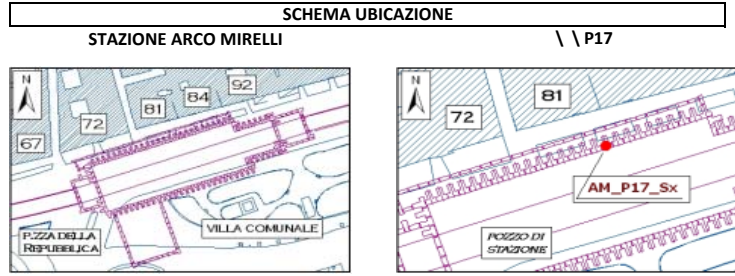 SCHEMA UBICAZIONE
STAZIONE ARCO MIRELLI
\ \ P17
N
92
84
81
72
67
P.ZZA DELLA
REPUBBLICA
VILLA COMUNALE
N
81
72
AM_P17_Sx
POZZO DI
STAZIONE